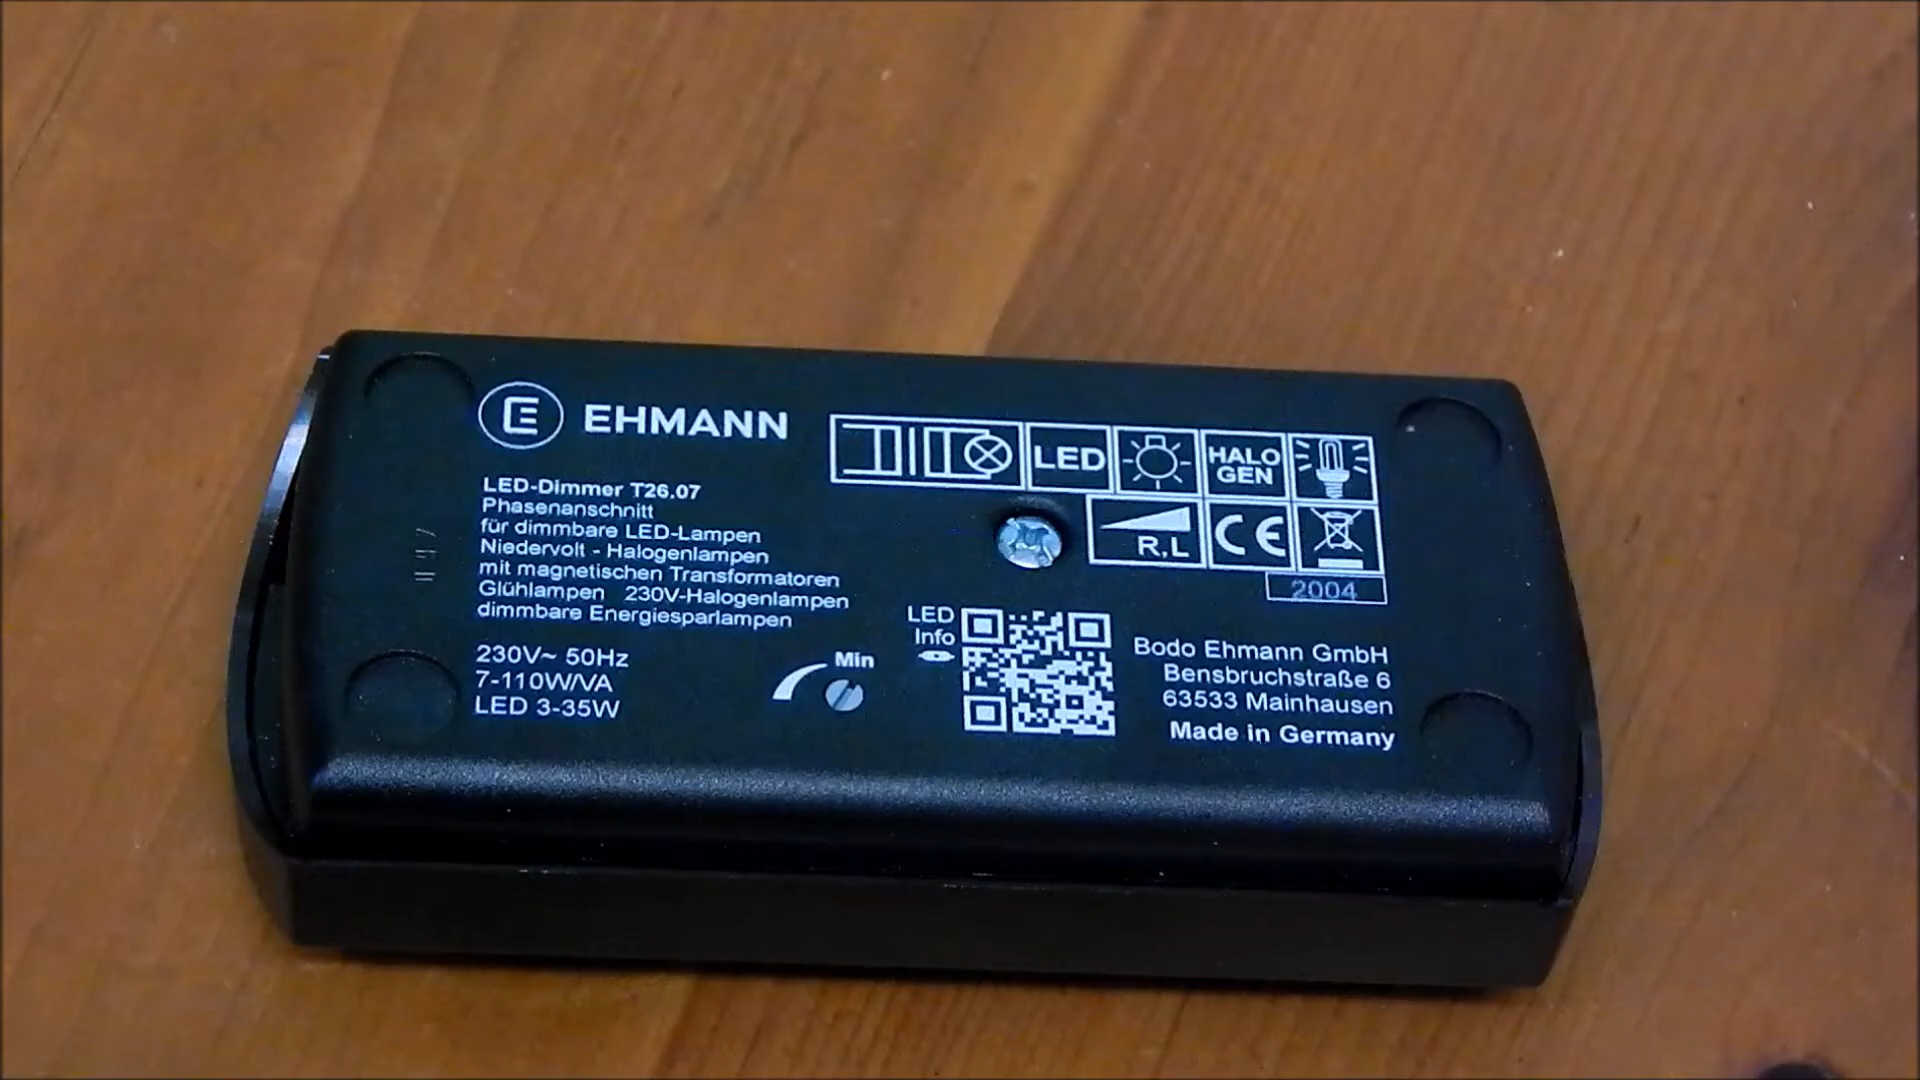 EHMANN
LED-Dimmer T26.07
Phasenanschnitt
für dimmbare LED-Lampen
Niedervolt - Halogenlampen
mit magnetischen Transformatoren
Glühlampen 230V-Halogenlampen
dimmbare Energiesparlampen
230V~ 50Hz
7-110W/VA
LED 3-35W
Min
LED
HALO
GEN
R,L
CE
2004
LED
Info
Bodo Ehmann GmbH
Bensbruchstraße 6
63533 Mainhausen
Made in Germany